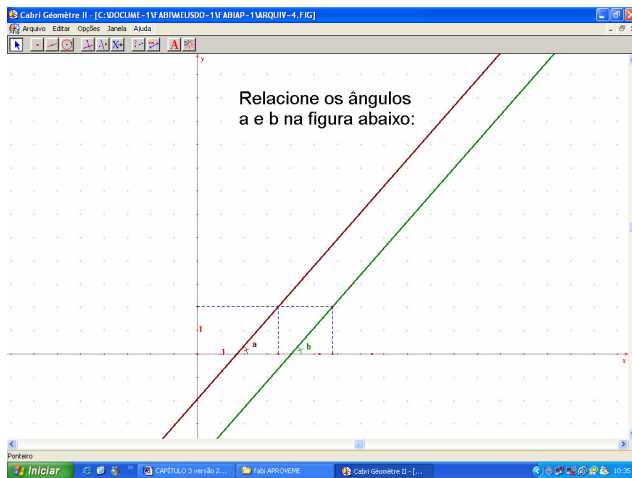 Cabri Géomètre II - [C:\DOCUME~1\FABI\MEUSDO~1\FABIAP~1\ARQUIV~4.FIG]
Arquivo Editar Opções Janela Ajuda
A
y
Relacione os ângulos
a e b na figura abaixo:
1
1
a
b
x
Ponteiro
Iniciar
CAPÍTULO 3 versão 2...
fabi APROVEME
Cabri Géomètre II - [...
10:35